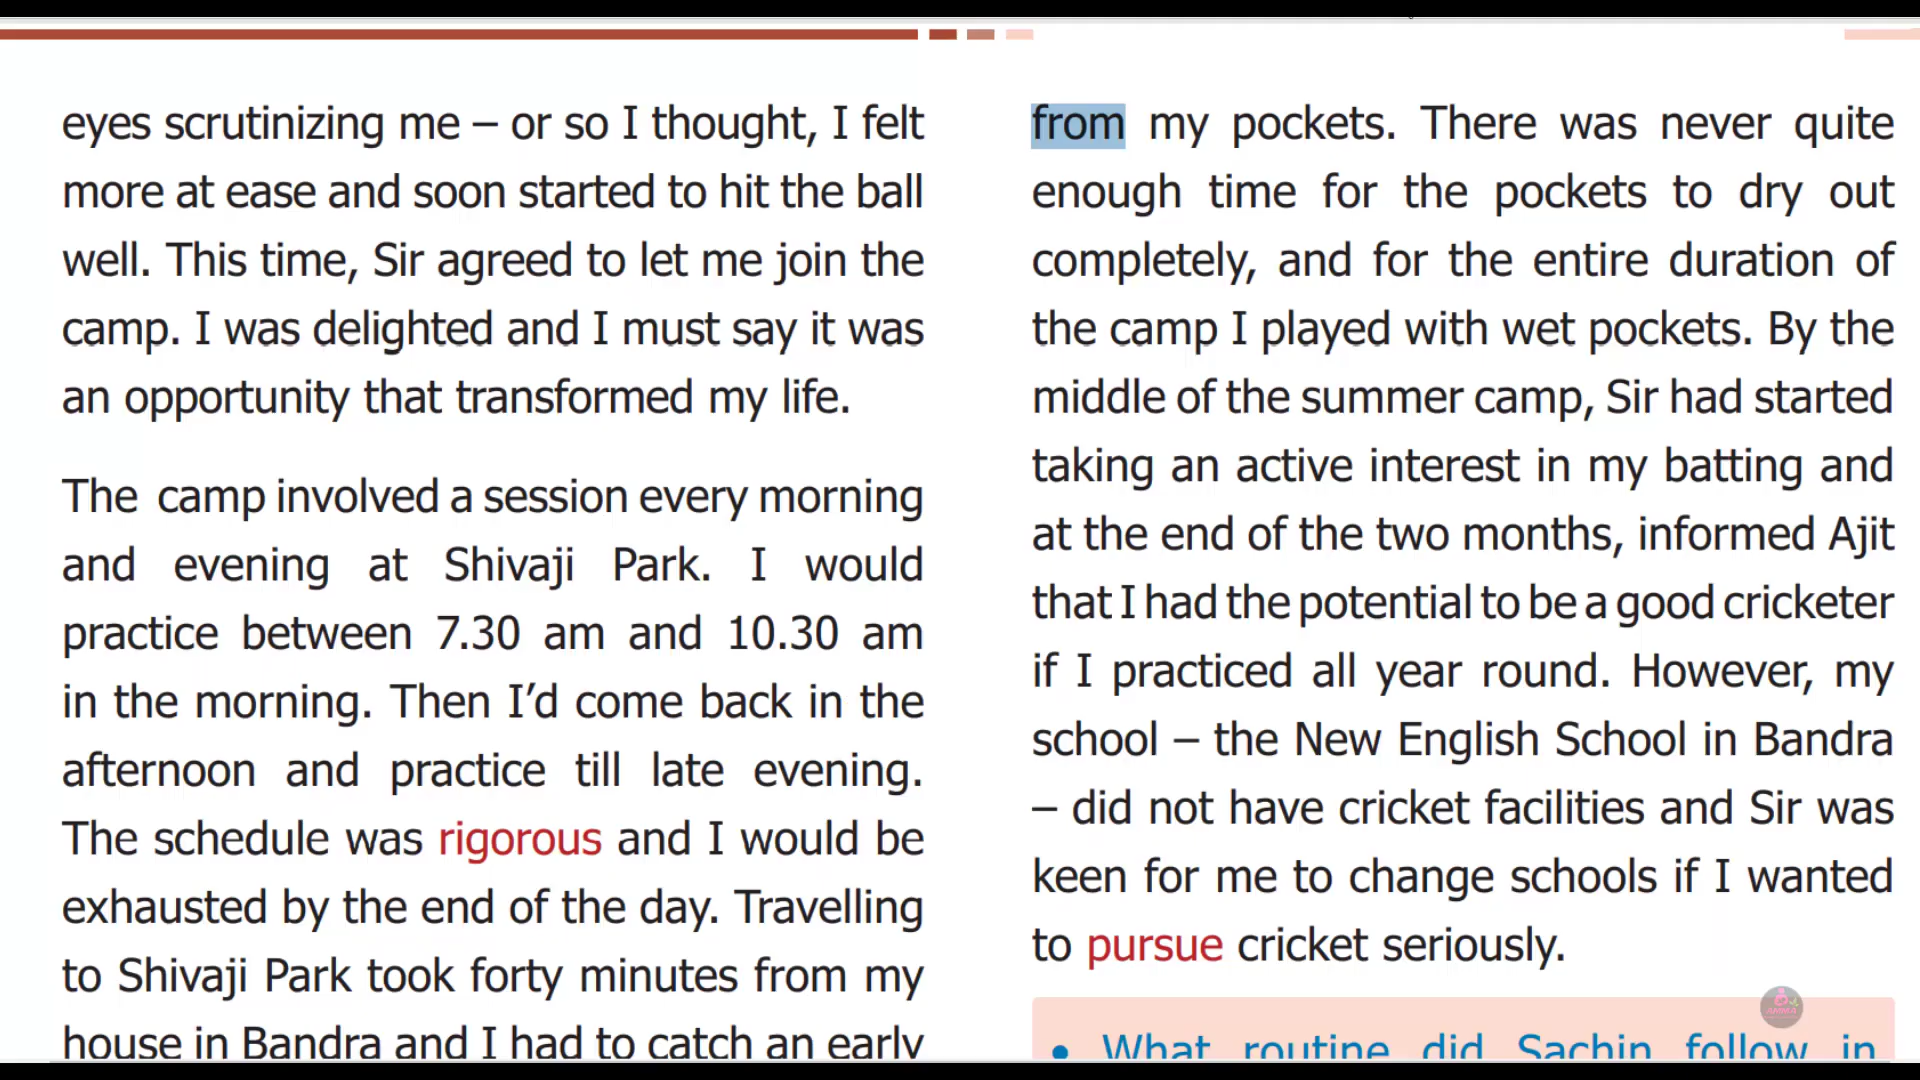 eyes scrutinizing me – or so I thought, I felt
more at ease and soon started to hit the ball
well. This time, Sir agreed to let me join the
camp. I was delighted and I must say it was
an opportunity that transformed my life.
The camp involved a session every morning
and evening at Shivaji Park. I would
practice between 7.30 am and 10.30 am
in the morning. Then I’d come back in the
afternoon and practice till late evening.
The schedule was rigorous and I would be
exhausted by the end of the day. Travelling
to Shivaji Park took forty minutes from my
house in Bandra and I had to catch an early
from my pockets. There was never quite
enough time for the pockets to dry out
completely, and for the entire duration of
the camp I played with wet pockets. By the
middle of the summer camp, Sir had started
taking an active interest in my batting and
at the end of the two months, informed Ajit
that I had the potential to be a good cricketer
if I practiced all year round. However, my
school – the New English School in Bandra
– did not have cricket facilities and Sir was
keen for me to change schools if I wanted
to pursue cricket seriously.
• What routine did Sachin follow in